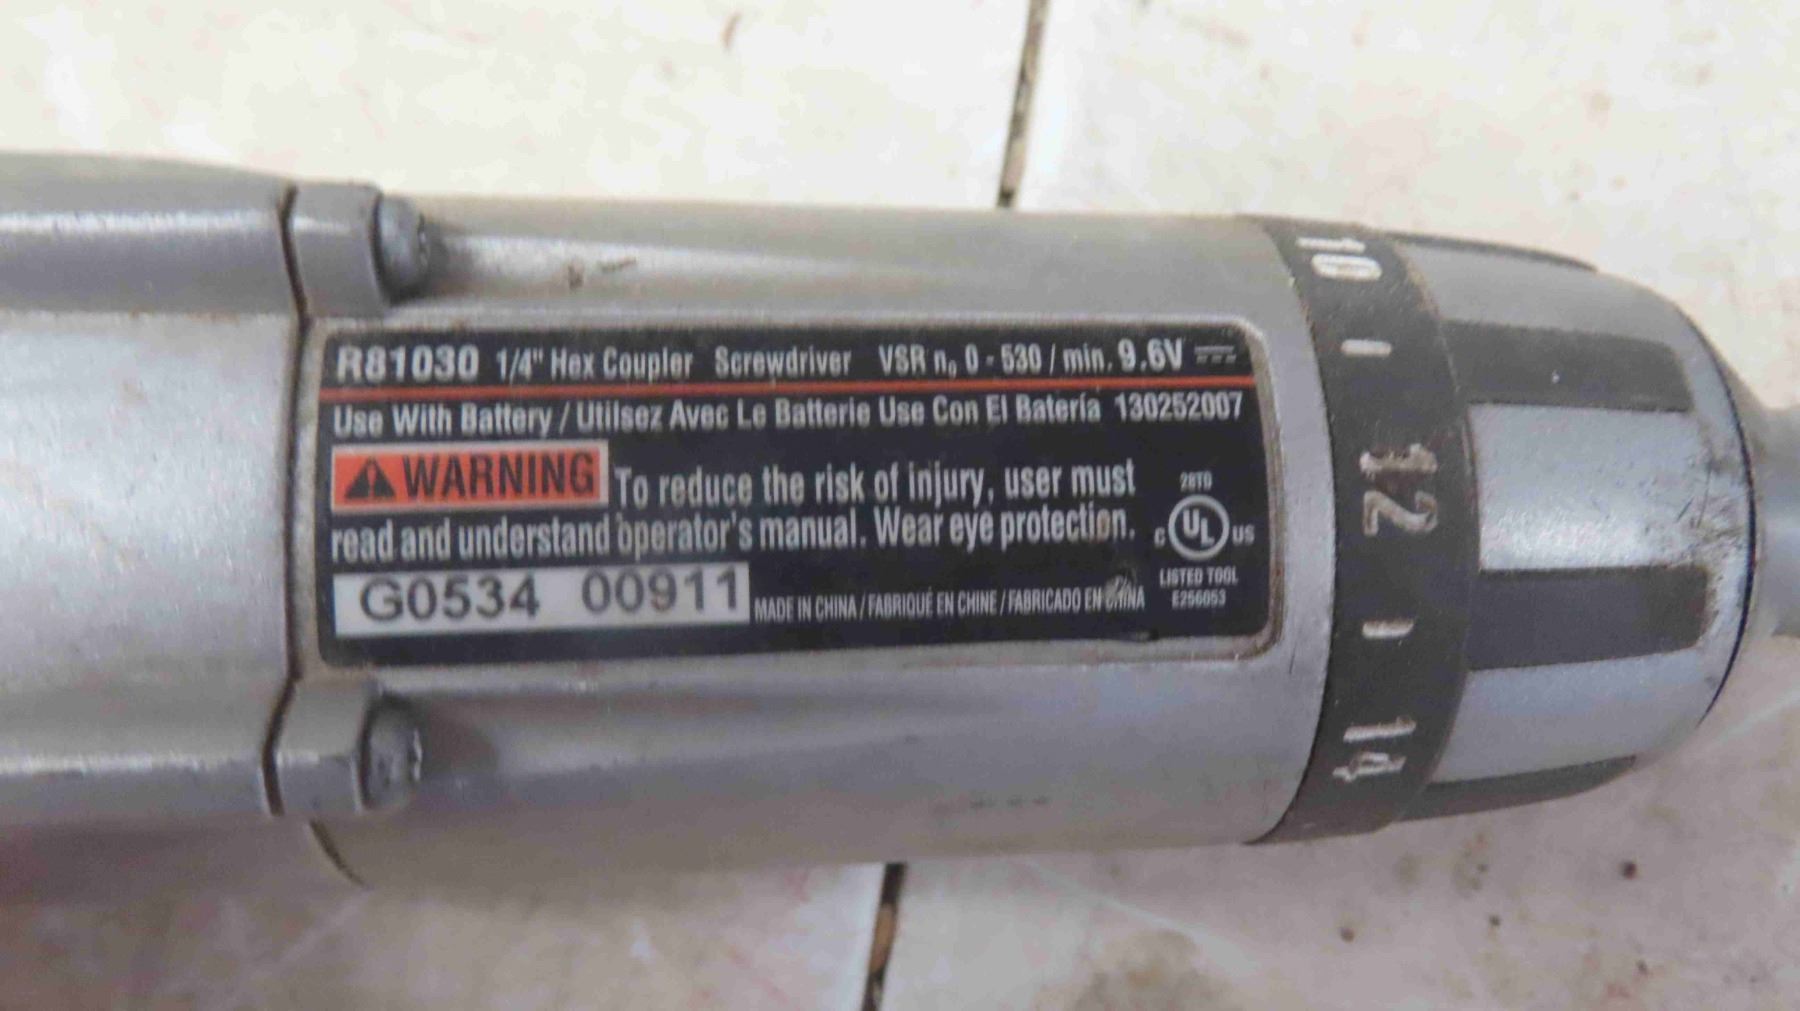 R81030 1/4" Hex Coupler Screwdriver VSR n₀ 0 - 530 / min. 9.6V
Use With Battery / Utilsez Avec Le Batterie Use Con El Batería 130252007
WARNING To reduce the risk of injury, user must
read and understand operator's manual. Wear eye protection.
G0534 00911
MADE IN CHINA / FABRIQUÉ EN CHINE / FABRICADO EN CHINA
28TD
C UL US
LISTED TOOL
E256053
10
12
14